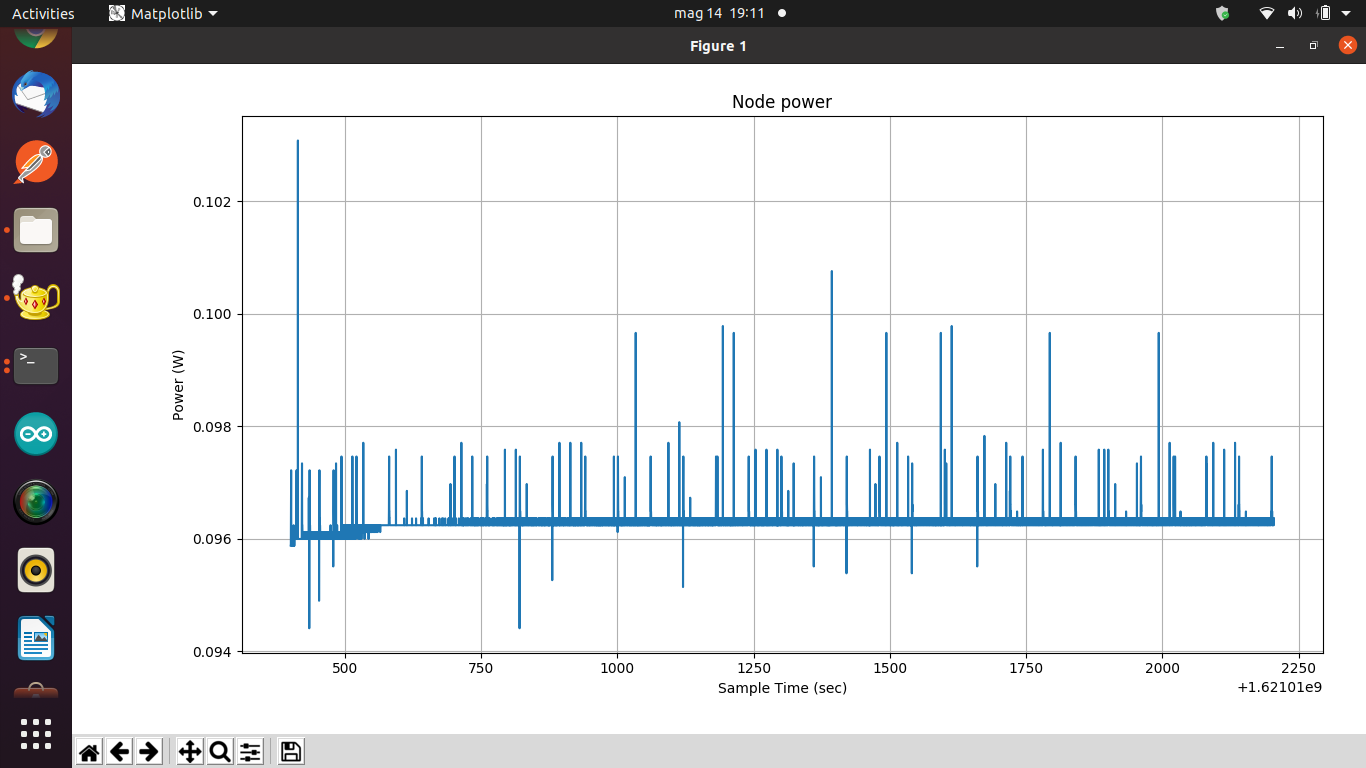 Activities Matplotlib mag 14 19:11
Figure 1
Node power
0.102
0.100
0.098
0.096
0.094
Power (W)
500 750 1000 1250 1500 1750 2000 2250
Sample Time (sec) +1.62101e9
>_